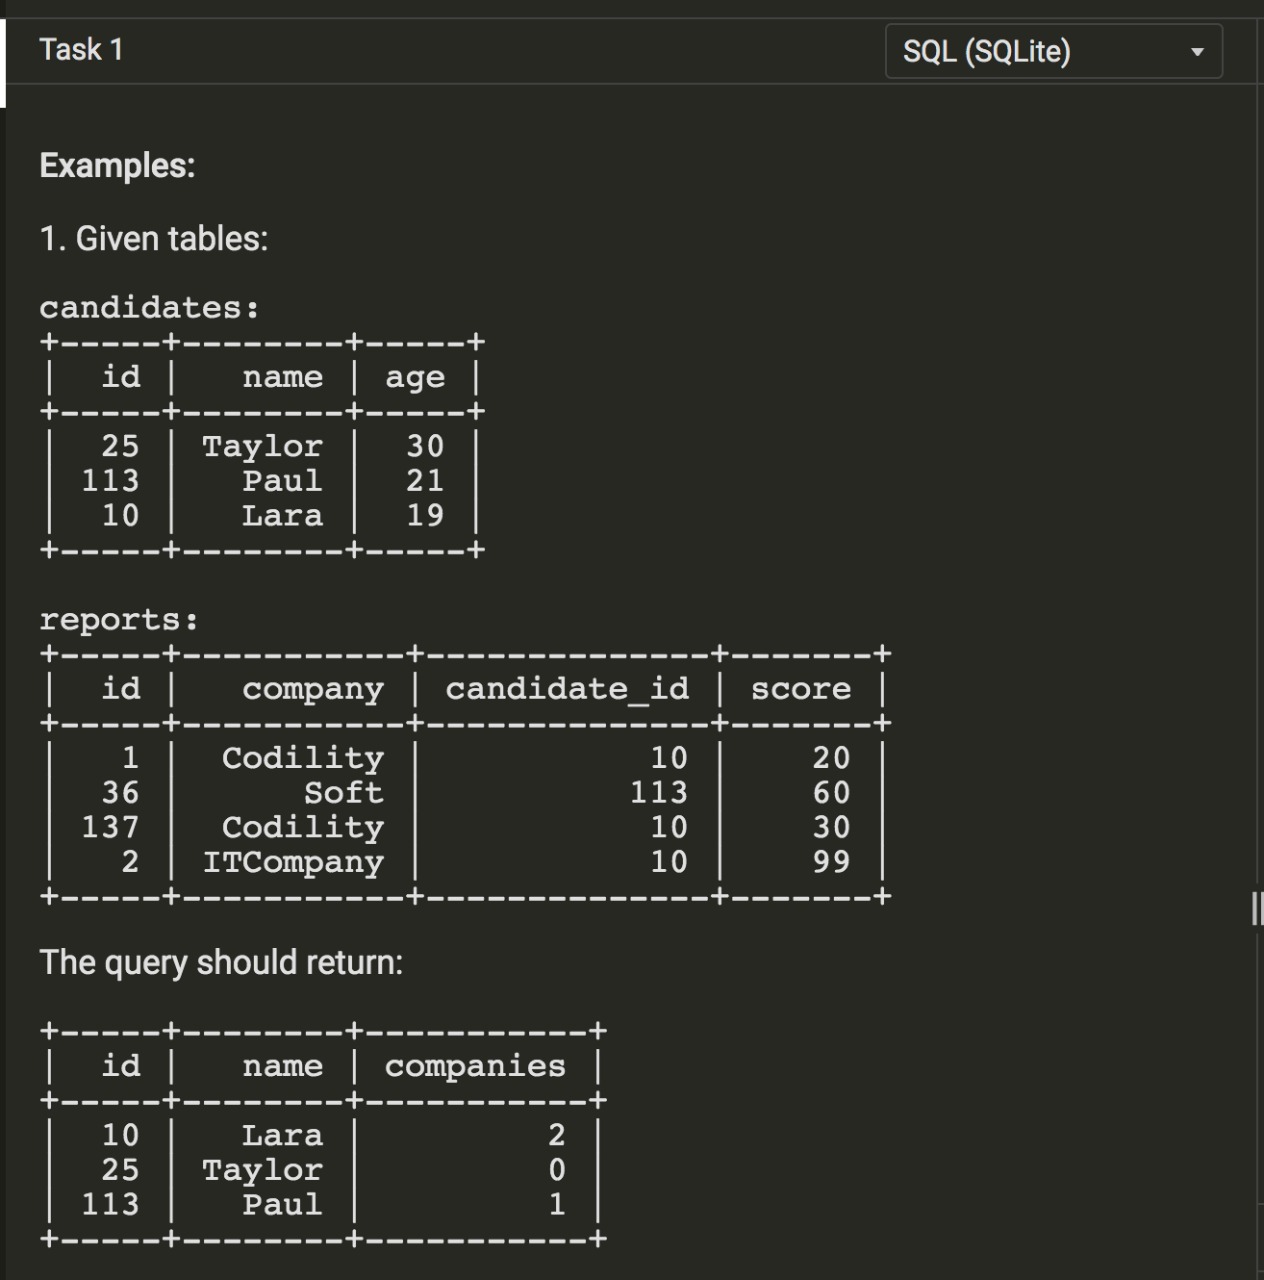 Task 1
SQL (SQLite)
Examples:
1. Given tables:
candidates:
+-----+--------+-----+
|  id |   name | age |
+-----+--------+-----+
|  25 | Taylor |  30 |
| 113 |   Paul |  21 |
|  10 |   Lara |  19 |
+-----+--------+-----+
reports:
+-----+-----------+--------------+-------+
|  id |   company | candidate_id | score |
+-----+-----------+--------------+-------+
|   1 |  Codility |           10 |    20 |
|  36 |      Soft |          113 |    60 |
| 137 |  Codility |           10 |    30 |
|   2 | ITCompany |           10 |    99 |
+-----+-----------+--------------+-------+
The query should return:
+-----+--------+-----------+
|  id |   name | companies |
+-----+--------+-----------+
|  10 |   Lara |         2 |
|  25 | Taylor |         0 |
| 113 |   Paul |         1 |
+-----+--------+-----------+